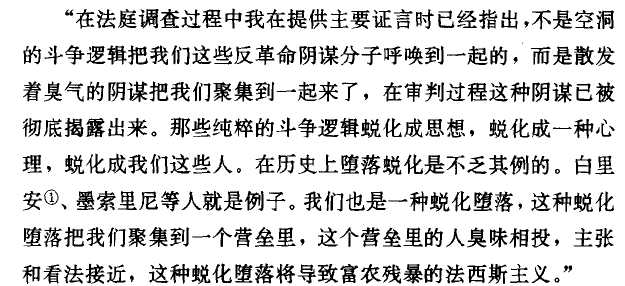 “在法庭调查过程中我在提供主要证言时已经指出，不是空洞
的斗争逻辑把我们这些反革命阴谋分子呼唤到一起的，而是散发
着臭气的阴谋把我们聚集到一起来了，在审判过程这种阴谋已被
彻底揭露出来。那些纯粹的斗争逻辑蜕化成思想，蜕化成一种心
理，蜕化成我们这些人。在历史上堕落蜕化是不乏其例的。白里
安①、墨索里尼等人就是例子。我们也是一种蜕化堕落，这种蜕化
堕落把我们聚集到一个营垒里，这个营垒里的人臭味相投，主张
和看法接近，这种蜕化堕落将导致富农残暴的法西斯主义。”